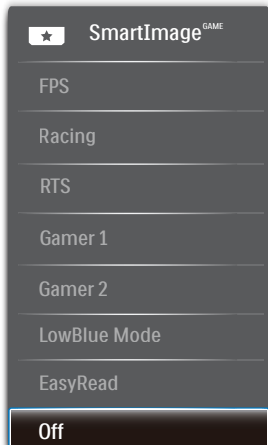 SmartImage GAME
FPS
Racing
RTS
Gamer 1
Gamer 2
LowBlue Mode
EasyRead
Off